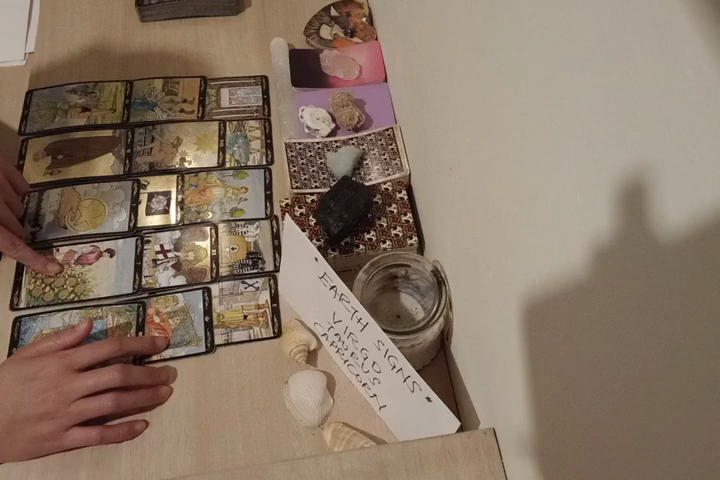 • EARTH SIGNS •
VIRGO
TAURUS
CAPRICORN
X